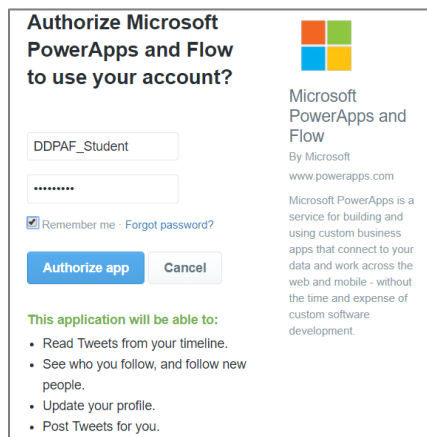 Authorize Microsoft
PowerApps and Flow
to use your account?
DDPAF_Student
•••••••••
Remember me · Forgot password?
Authorize app
Cancel
This application will be able to:
• Read Tweets from your timeline.
• See who you follow, and follow new
people.
• Update your profile.
• Post Tweets for you.
Microsoft
PowerApps and
Flow
By Microsoft
www.powerapps.com
Microsoft PowerApps is a
service for building and
using custom business
apps that connect to your
data and work across the
web and mobile - without
the time and expense of
custom software
development.